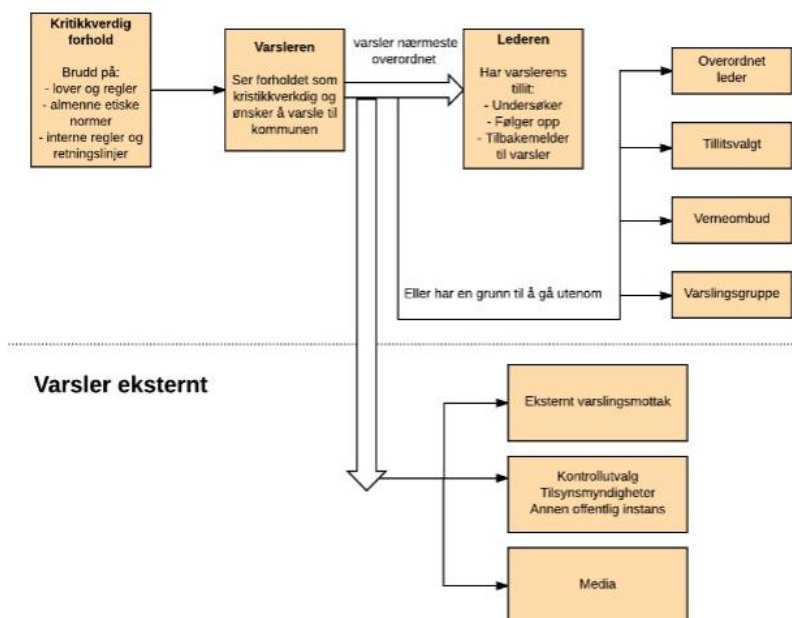 Kritikkverdig
forhold
Brudd på:
- lover og regler
- almenne etiske
normer
- interne regler og
retningslinjer
Varsleren
Ser forholdet som
kristikkverkdig og
ønsker å varsle til
kommunen
varsler nærmeste
overordnet
Lederen
Har varslerens
tillit:
- Undersøker
- Følger opp
- Tilbakemelder
til varsler
Overordnet
leder
Tillitsvalgt
Verneombud
Varslingsgruppe
Eller har en grunn til å gå utenom
Varsler eksternt
Eksternt varslingsmottak
Kontrollutvalg
Tilsynsmyndigheter
Annen offentlig instans
Media